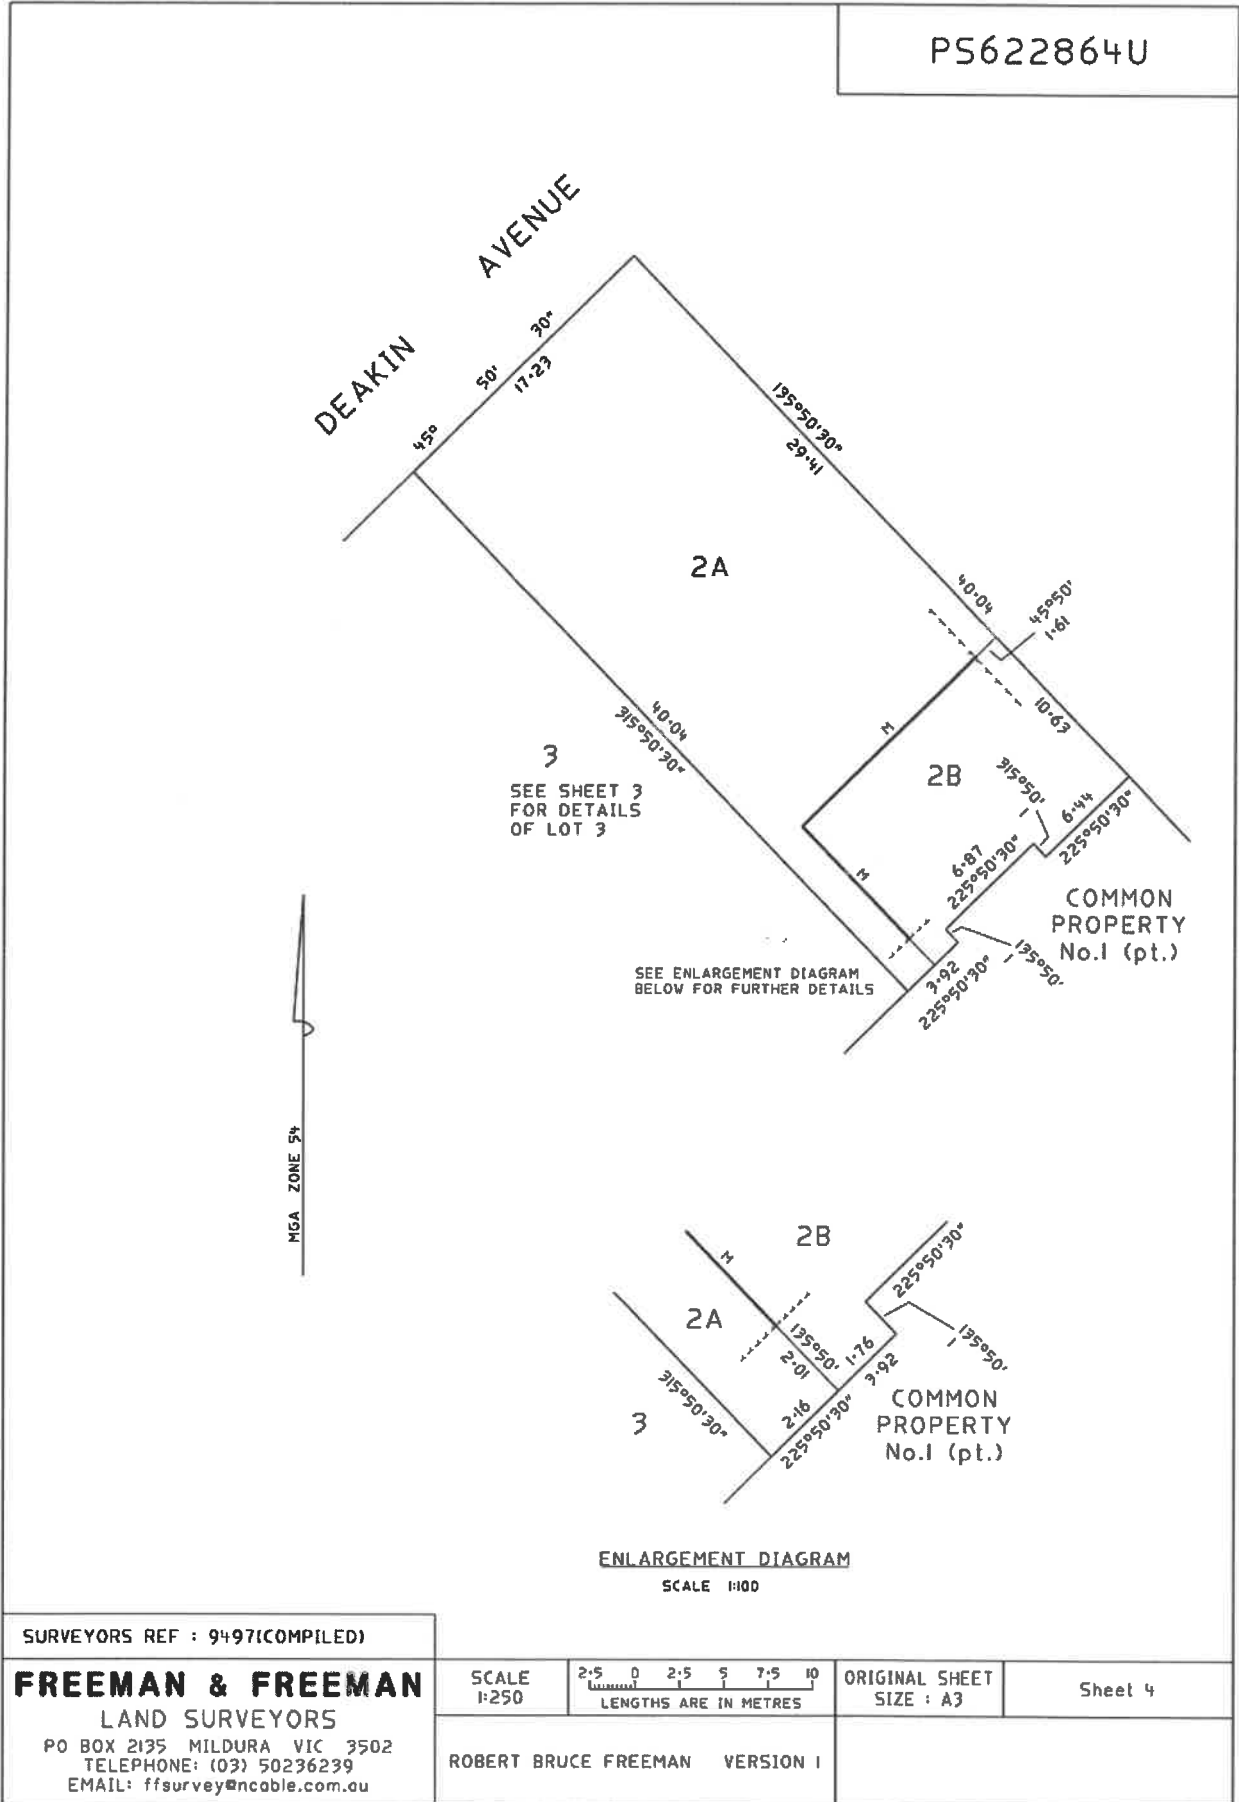 PS622864U
DEAKIN AVENUE
45° 50' 30"
17·23
135°50'30"
29·41
2A
40·04
45°50'
1·61
10·63
M
2B
315°50'
1
6·44
225°50'30"
40·04
315°50'30"
3
SEE SHEET 3
FOR DETAILS
OF LOT 3
M
6·87
225°50'30"
COMMON
PROPERTY
No.1 (pt.)
135°50'
1
3·92
225°50'30"
SEE ENLARGEMENT DIAGRAM
BELOW FOR FURTHER DETAILS
MGA ZONE 54
2B
M
225°50'30"
2A
135°50'
2·01
1·76
3·92
135°50'
1
315°50'30"
3
2·16
225°50'30"
COMMON
PROPERTY
No.1 (pt.)
ENLARGEMENT DIAGRAM
SCALE 1:100
SURVEYORS REF : 9497(COMPILED)
FREEMAN & FREEMAN
LAND SURVEYORS
PO BOX 2135 MILDURA VIC 3502
TELEPHONE: (03) 50236239
EMAIL: ffsurvey@ncable.com.au
SCALE
1:250
2·5 0 2·5 5 7·5 10
LENGTHS ARE IN METRES
ORIGINAL SHEET
SIZE : A3
Sheet 4
ROBERT BRUCE FREEMAN VERSION 1